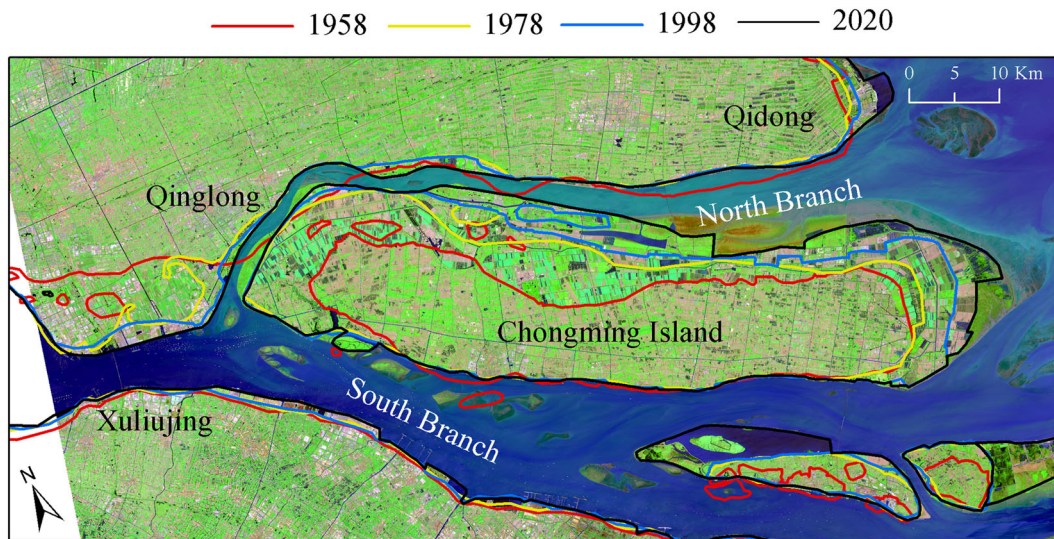 1958 1978 1998 2020
0 5 10 Km
Qidong
Qinglong
North Branch
Chongming Island
South Branch
Xuliujing
N